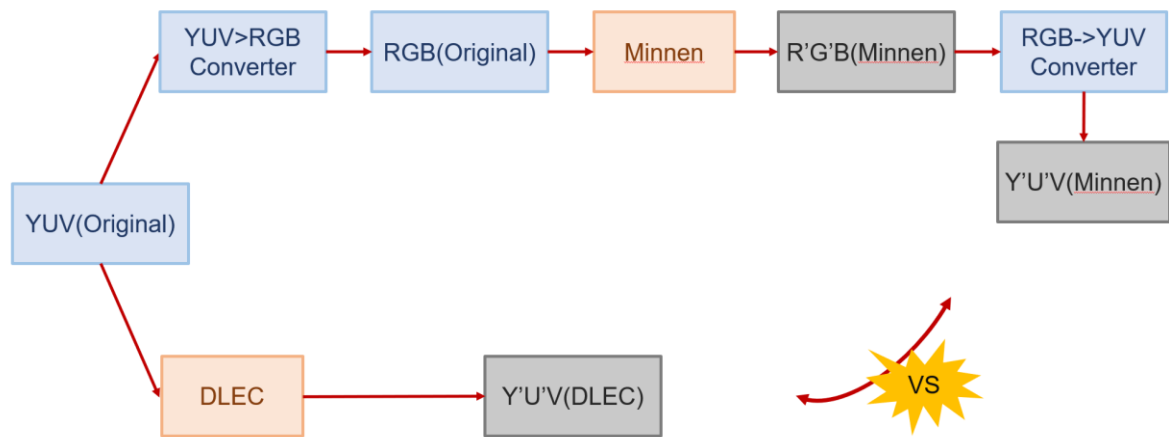 YUV>RGB
Converter
RGB(Original)
Minnen
R'G'B(Minnen)
RGB->YUV
Converter
Y'U'V(Minnen)
YUV(Original)
DLEC
Y'U'V(DLEC)
VS